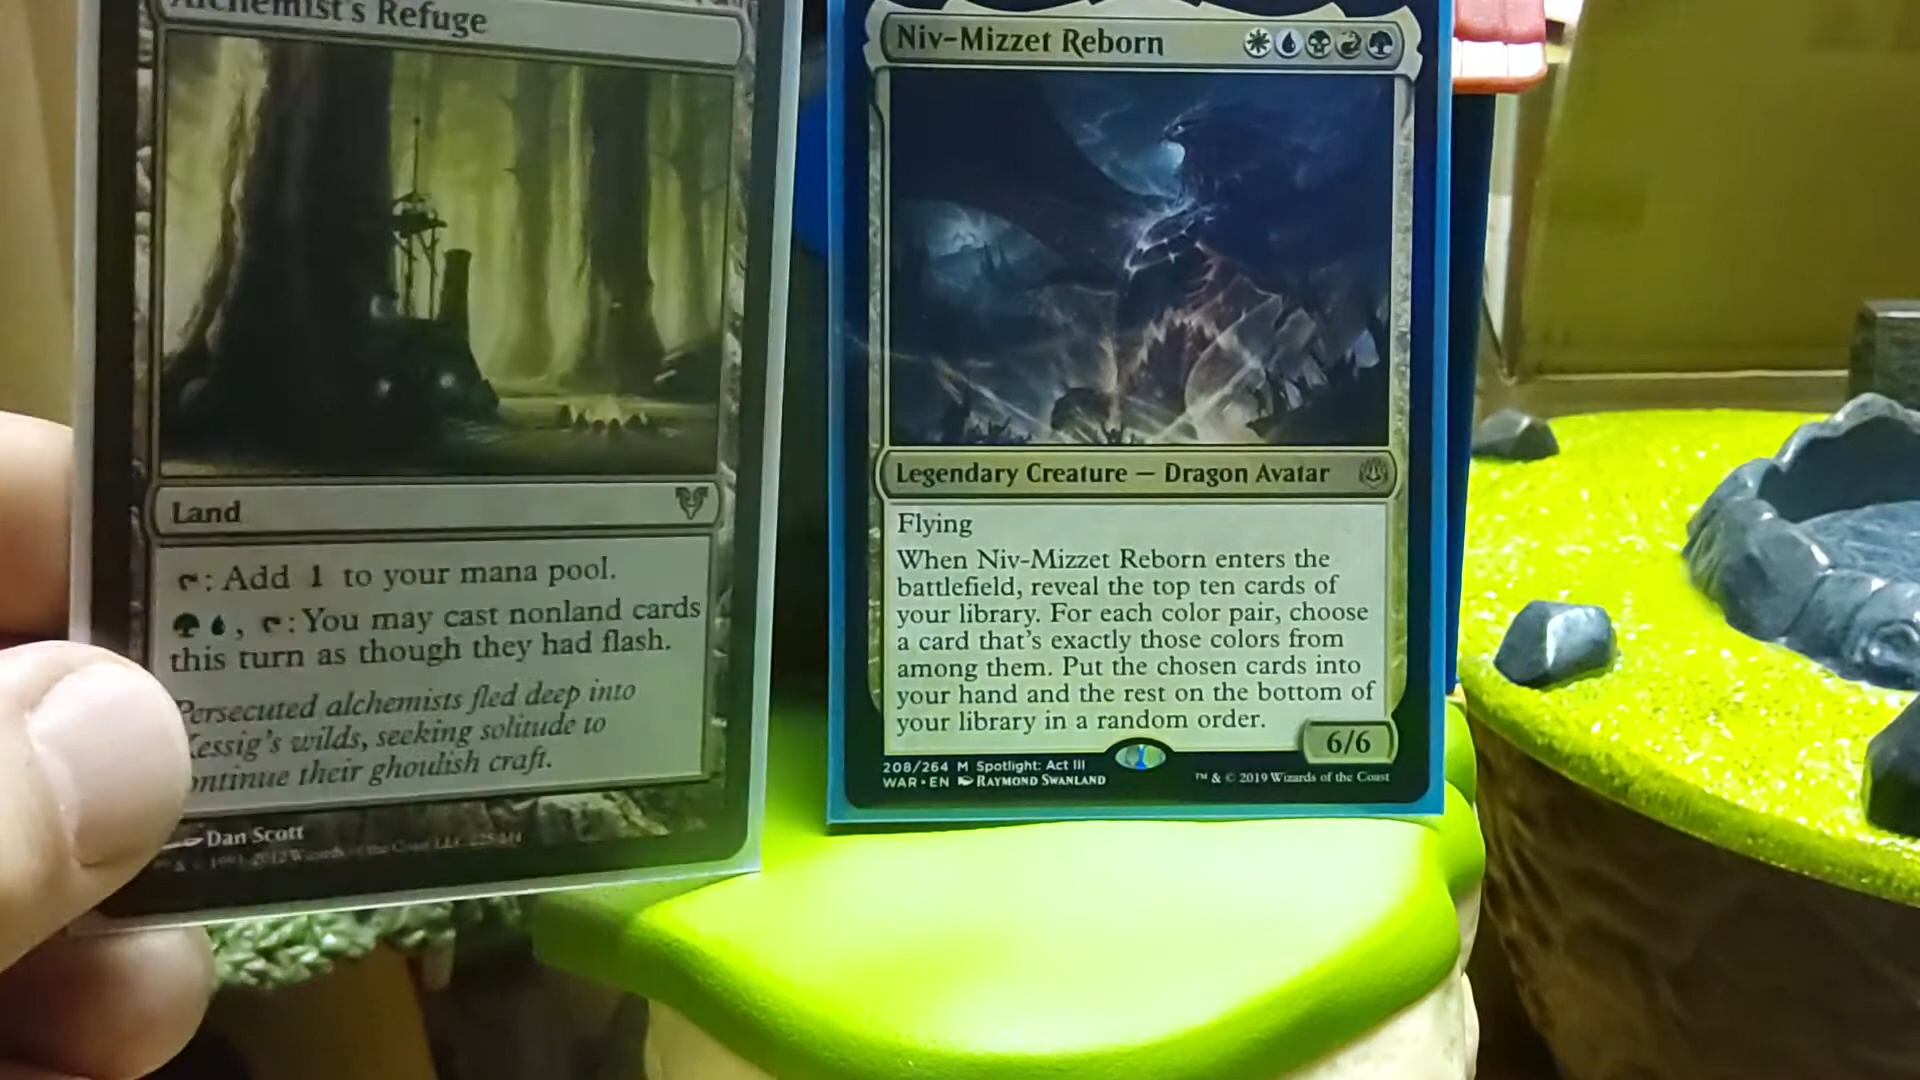 Alchemist's Refuge
Land
: Add 1 to your mana pool.
, : You may cast nonland cards
this turn as though they had flash.
Persecuted alchemists fled deep into
Kessig's wilds, seeking solitude to
ontinue their ghoulish craft.
Dan Scott
Niv-Mizzet Reborn
Legendary Creature — Dragon Avatar
Flying
When Niv-Mizzet Reborn enters the
battlefield, reveal the top ten cards of
your library. For each color pair, choose
a card that's exactly those colors from
among them. Put the chosen cards into
your hand and the rest on the bottom of
your library in a random order.
6/6
208/264 M Spotlight: Act III
WAR • EN RAYMOND SWANLAND
™ & © 2019 Wizards of the Coast